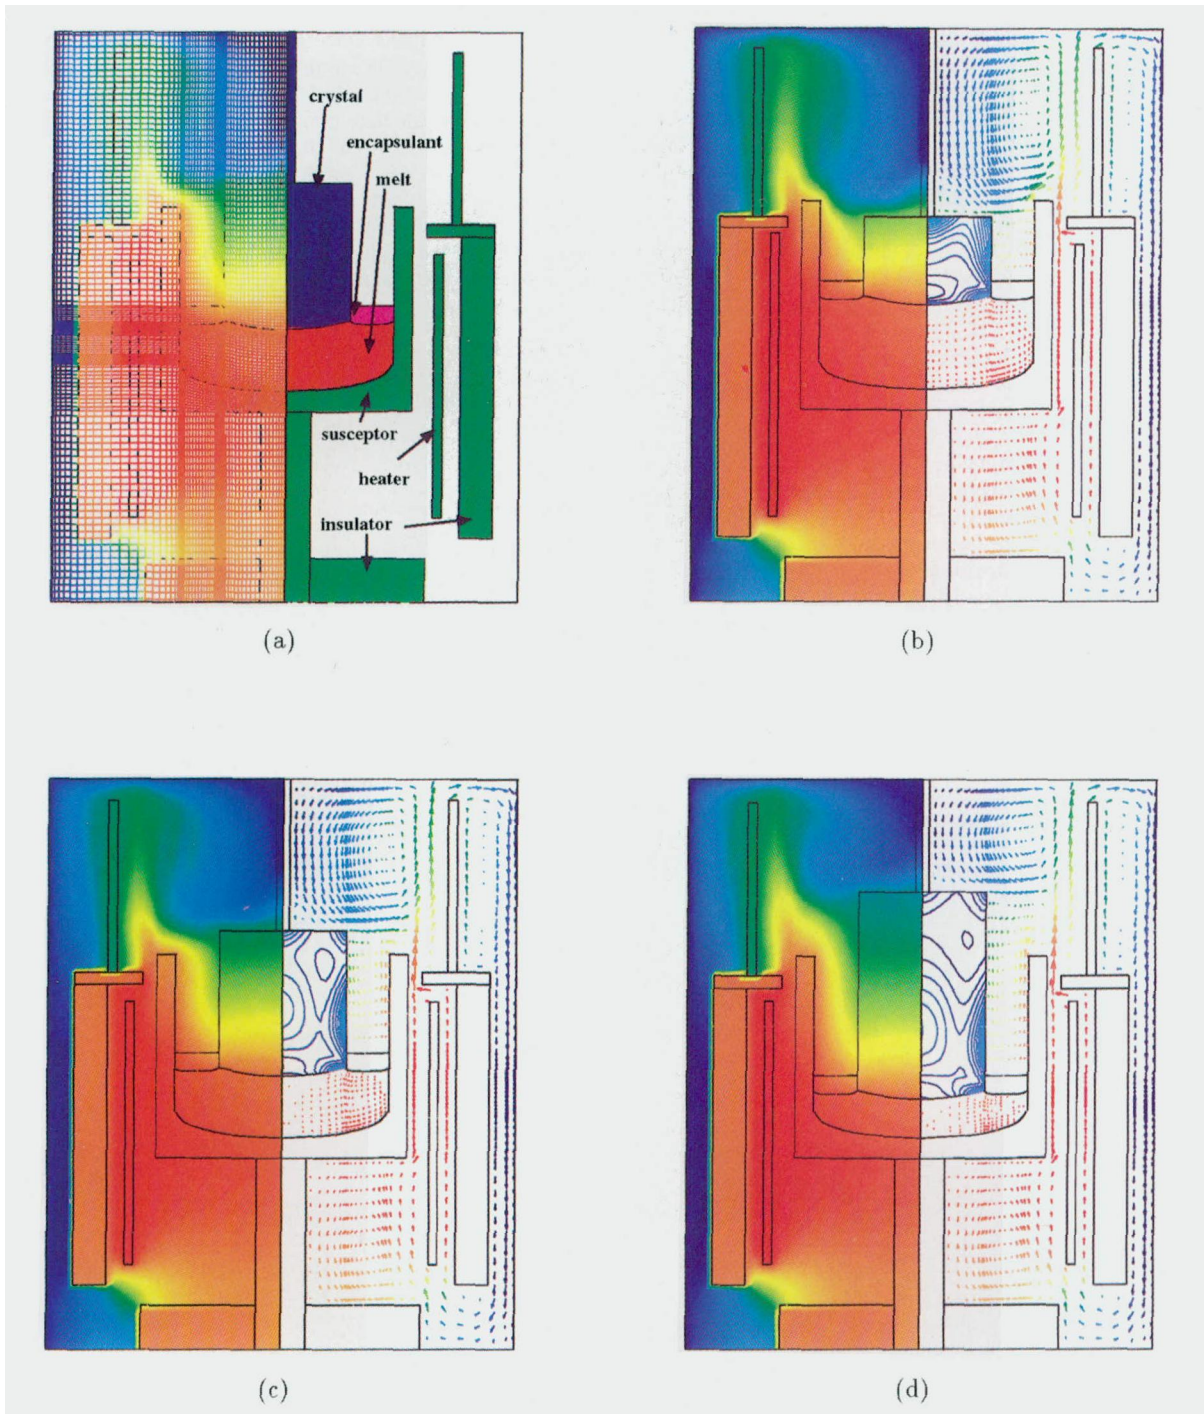 crystal
encapsulant
melt
susceptor
heater
insulator
(a)
(b)
(c)
(d)